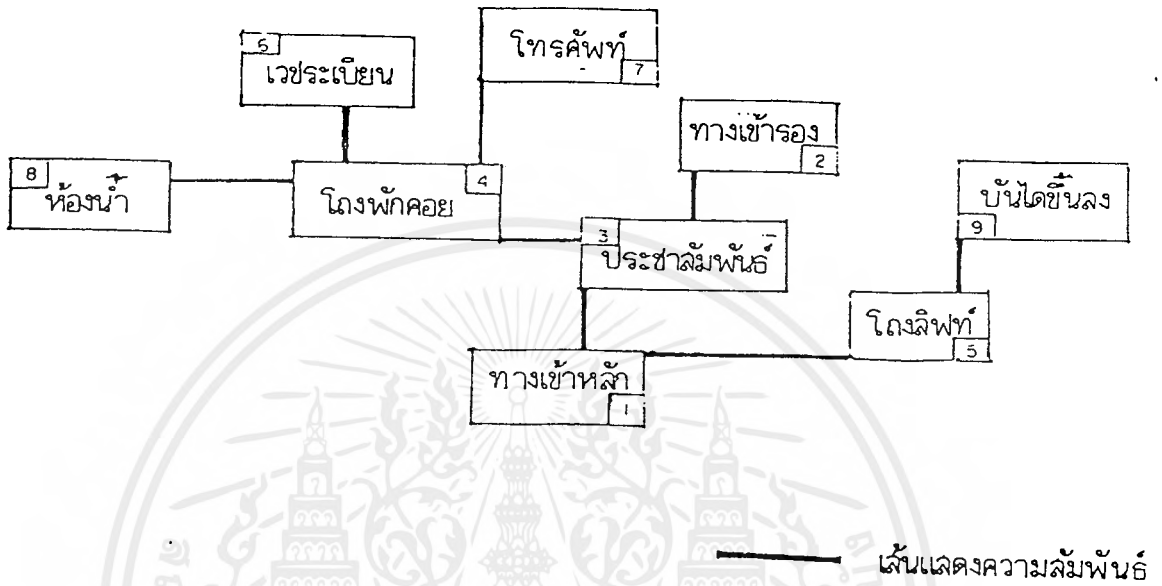 6
เวชระเบียน
โทรศัพท์
7
ทางเข้ารอง
2
8
ห้องน้ำ
4
โถงพักคอย
3
ประชาสัมพันธ์
บันไดขึ้นลง
9
โถงลิฟท์
5
ทางเข้าหลัก
1
เส้นแสดงความสัมพันธ์